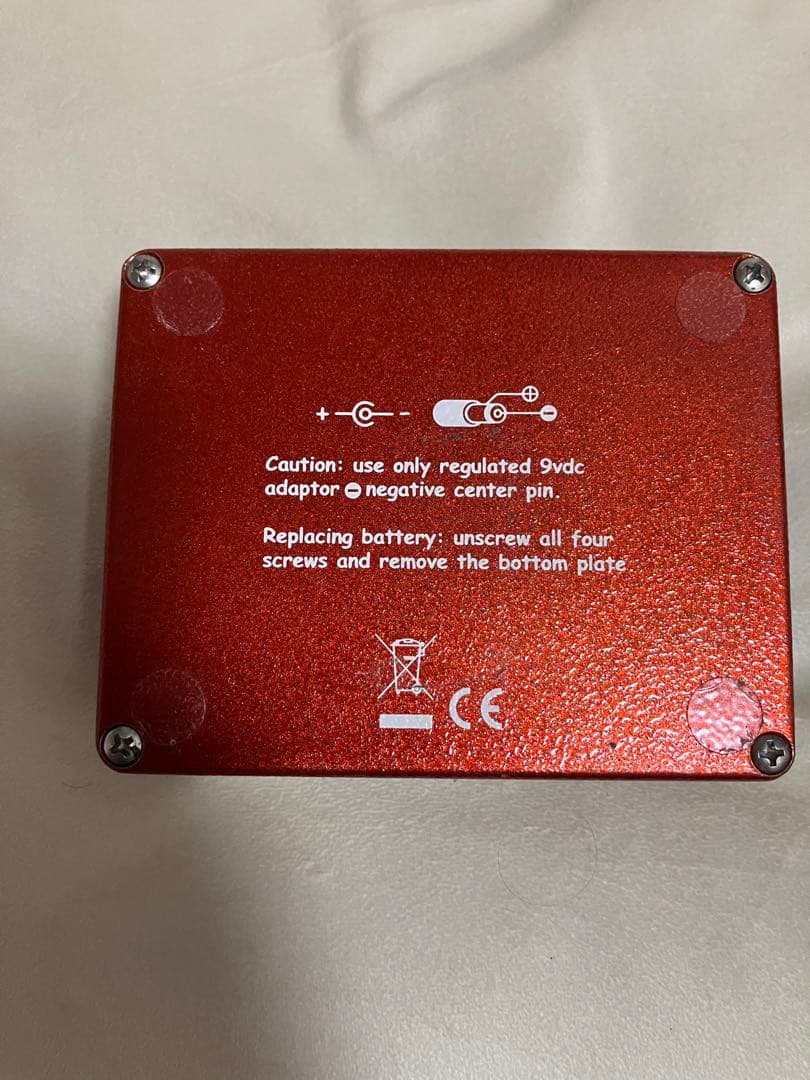 + -
Caution: use only regulated 9vdc
adaptor ⊖ negative center pin.
Replacing battery: unscrew all four
screws and remove the bottom plate
CE